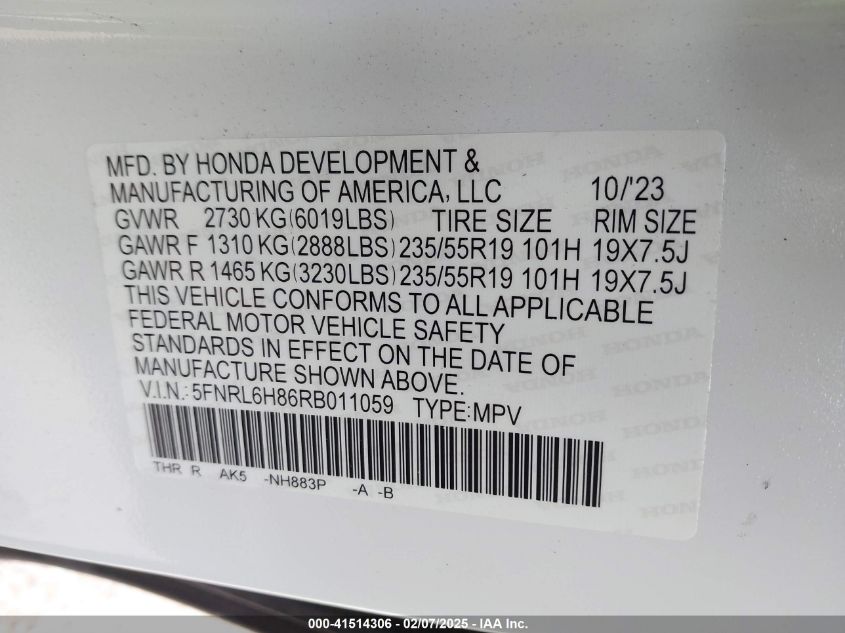 MFD. BY HONDA DEVELOPMENT &
MANUFACTURING OF AMERICA, LLC 10/'23
GVWR 2730 KG(6019LBS) TIRE SIZE RIM SIZE
GAWR F 1310 KG(2888LBS) 235/55R19 101H 19X7.5J
GAWR R 1465 KG(3230LBS) 235/55R19 101H 19X7.5J
THIS VEHICLE CONFORMS TO ALL APPLICABLE
FEDERAL MOTOR VEHICLE SAFETY
STANDARDS IN EFFECT ON THE DATE OF
MANUFACTURE SHOWN ABOVE.
V.I.N.: 5FNRL6H86RB011059 TYPE:MPV
THR R AK5 -NH883P -A -B
000-41514306 - 02/07/2025 - IAA Inc.